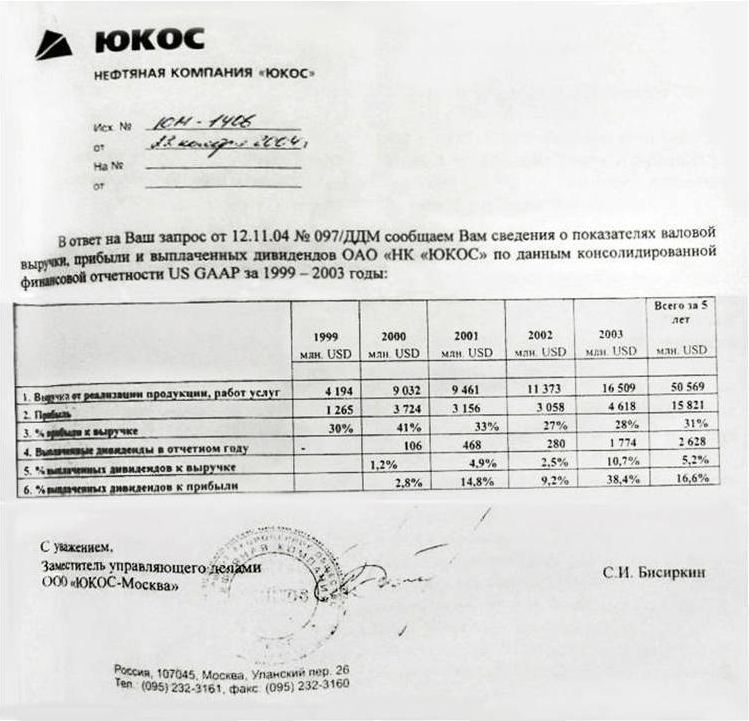 ЮКОС
НЕФТЯНАЯ КОМПАНИЯ «ЮКОС»
Исх. № ЮМ-1406
от 23 ноября 2004г
На №
от
В ответ на Ваш запрос от 12.11.04 № 097/ДДМ сообщаем Вам сведения о показателях валовой
выручки, прибыли и выплаченных дивидендов ОАО «НК «ЮКОС» по данным консолидированной
финансовой отчетности US GAAP за 1999 – 2003 годы:
1999 млн. USD 2000 млн. USD 2001 млн. USD 2002 млн. USD 2003 млн. USD Всего за 5 лет млн. USD
1. Выручка от реализации продукции, работ услуг 4 194 9 032 9 461 11 373 16 509 50 569
2. Прибыль 1 265 3 724 3 156 3 058 4 618 15 821
3. % прибыли к выручке 30% 41% 33% 27% 28% 31%
4. Выплаченные дивиденды в отчетном году - 106 468 280 1 774 2 628
5. % выплаченных дивидендов к выручке 1,2% 4,9% 2,5% 10,7% 5,2%
6. % выплаченных дивидендов к прибыли 2,8% 14,8% 9,2% 38,4% 16,6%
С уважением,
Заместитель управляющего делами
ООО «ЮКОС-Москва»
С.И. Бисиркин
Россия, 107045, Москва, Уланский пер. 26
Тел.: (095) 232-3161, факс: (095) 232-3160